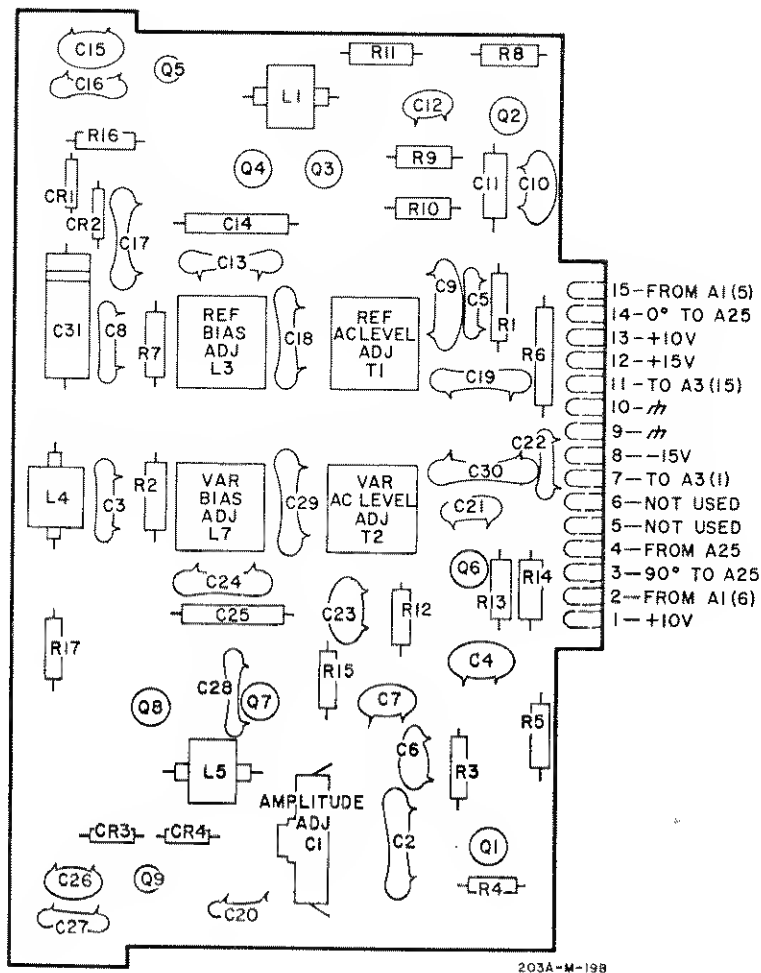 C15
R11
R8
Q5
C16
L1
C12
Q2
R16
R9
Q4
Q3
C11
C10
CR1
CR2
R10
C17
C14
C13
C9
C5
R1
15-FROM A1(5)
C31
C8
R7
REF
BIAS
ADJ
L3
C18
REF
AC LEVEL
ADJ
T1
R6
14-0° TO A25
13-+10V
12-+15V
C19
11-TO A3(15)
10-
9-
C22
8--15V
L4
C3
R2
VAR
BIAS
ADJ
L7
C29
VAR
AC LEVEL
ADJ
T2
C30
7-TO A3(1)
C21
6-NOT USED
5-NOT USED
4-FROM A25
Q6
R13
R14
3-90° TO A25
C24
2-FROM A1(6)
C25
C23
R12
1-+10V
R17
R15
C4
C28
Q8
Q7
C7
R5
C6
R3
L5
AMPLITUDE
ADJ
C1
CR3
CR4
C2
Q1
C26
Q9
R4
C20
C27
203A-M-19B